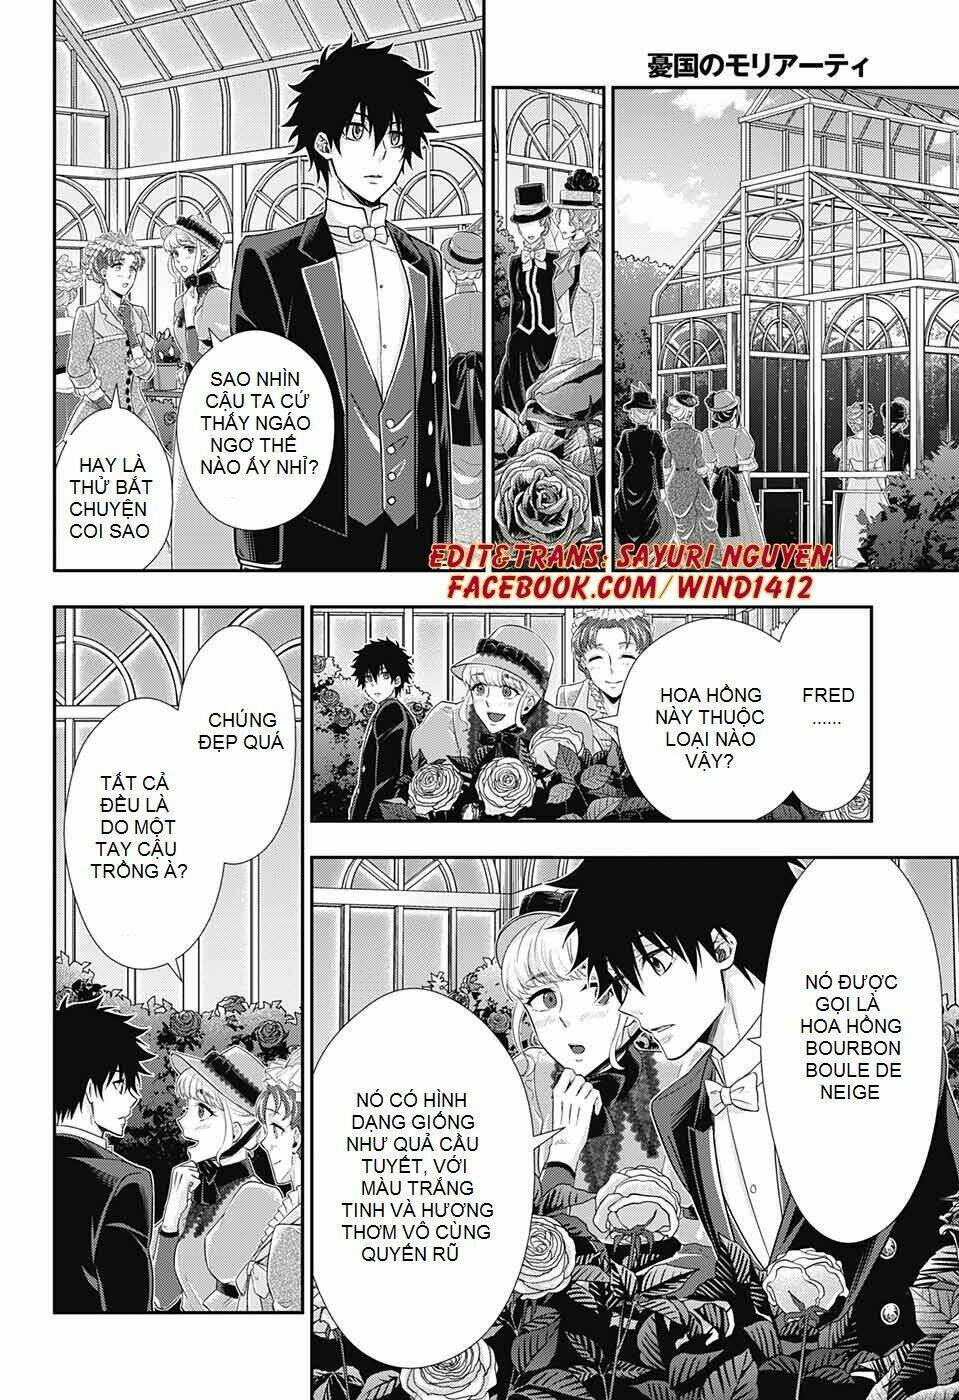 憂国のモリアーティ
SAO NHÌN
CẬU TA CỨ
THẤY NGÁO
NGƠ THẾ
NÀO ẤY NHỈ?
HAY LÀ
THỬ BẮT
CHUYỆN
COI SAO
EDIT&TRANS: SAYURI NGUYEN
FACEBOOK.COM/WIND1412
FRED
......
HOA HỒNG
NÀY THUỘC
LOẠI NÀO
VẬY?
CHÚNG
ĐẸP QUÁ
TẤT CẢ
ĐỀU LÀ
DO MỘT
TAY CẬU
TRỒNG À?
NÓ ĐƯỢC
GỌI LÀ
HOA HỒNG
BOURBON
BOULE DE
NEIGE
NÓ CÓ HÌNH
DẠNG GIỐNG
NHƯ QUẢ CẦU
TUYẾT, VỚI
MÀU TRẮNG
TINH VÀ HƯƠNG
THƠM VÔ CÙNG
QUYẾN RŨ